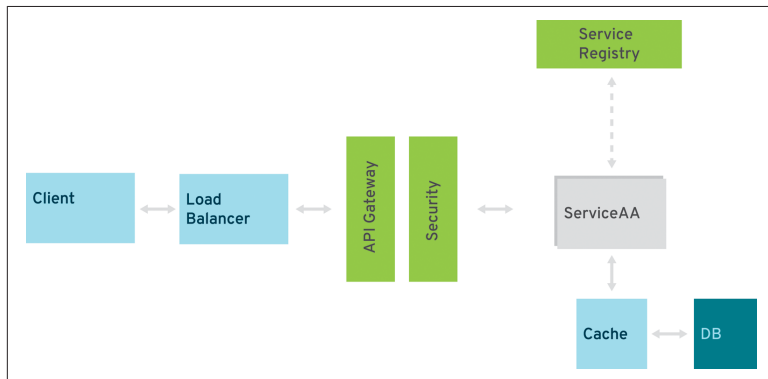 Service
Registry
Client
Load
Balancer
API Gateway
Security
ServiceAA
Cache
DB